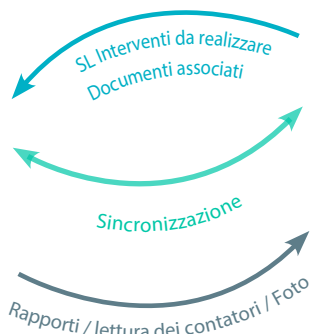 SL Interventi da realizzare
Documenti associati
Sincronizzazione
Rapporti / lettura dei contatori / Foto